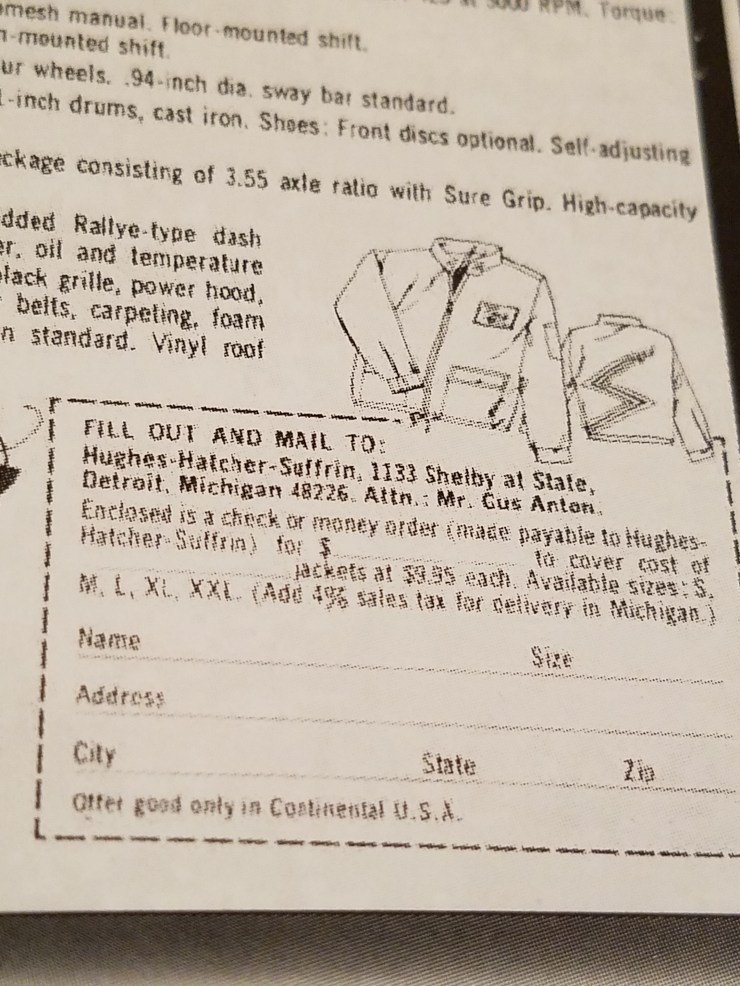 at 5000 RPM. Torque:
mesh manual. Floor-mounted shift.
n-mounted shift.
ur wheels. .94-inch dia. sway bar standard.
-inch drums, cast iron. Shoes: Front discs optional. Self-adjusting
ckage consisting of 3.55 axle ratio with Sure Grip. High-capacity
dded Rallye-type dash
er, oil and temperature
black grille, power hood,
belts, carpeting, foam
n standard. Vinyl roof
FILL OUT AND MAIL TO:
Hughes-Hatcher-Suffrin, 1133 Shelby at State,
Detroit, Michigan 48226. Attn.: Mr. Gus Anton.
Enclosed is a check or money order (made payable to Hughes-
Hatcher-Suffrin) for $ to cover cost of
jackets at $9.95 each. Available sizes: S,
M, L, XL, XXL. (Add 4% sales tax for delivery in Michigan.)
Name Size
Address
City State Zip
Offer good only in Continental U.S.A.